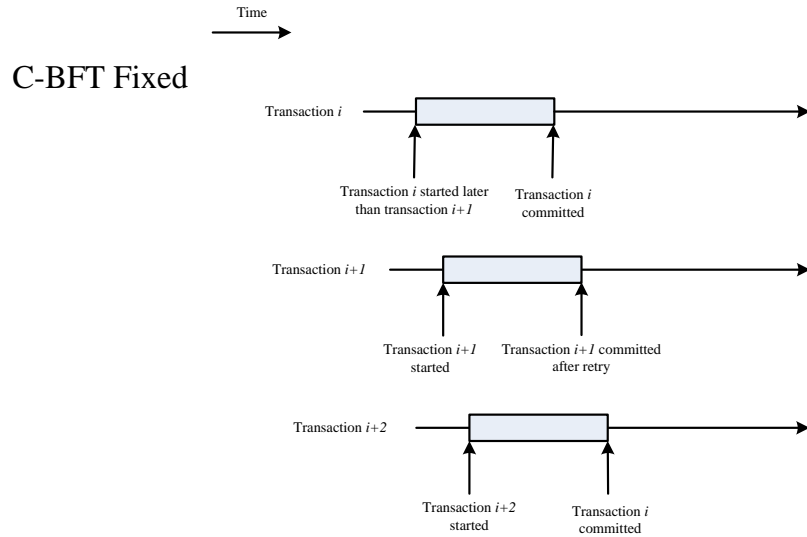 Time
C-BFT Fixed
Transaction i
Transaction i started later
than transaction i+1
Transaction i
committed
Transaction i+1
Transaction i+1
started
Transaction i+1 committed
after retry
Transaction i+2
Transaction i+2
started
Transaction i
committed